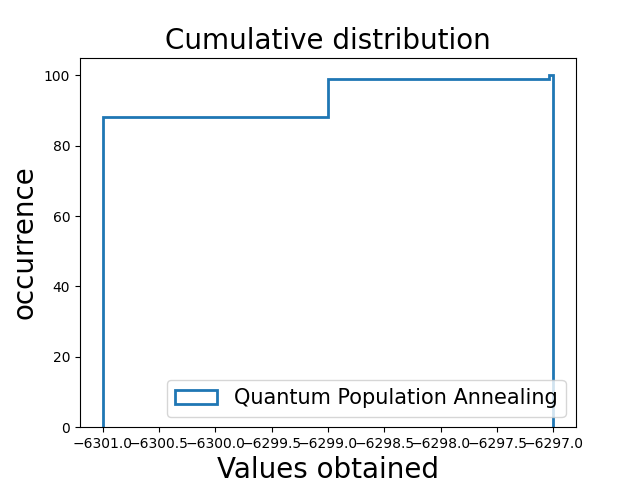 Cumulative distribution
100
80
60
40
20
0
occurrence
Quantum Population Annealing
−6301.0 −6300.5 −6300.0 −6299.5 −6299.0 −6298.5 −6298.0 −6297.5 −6297.0
Values obtained